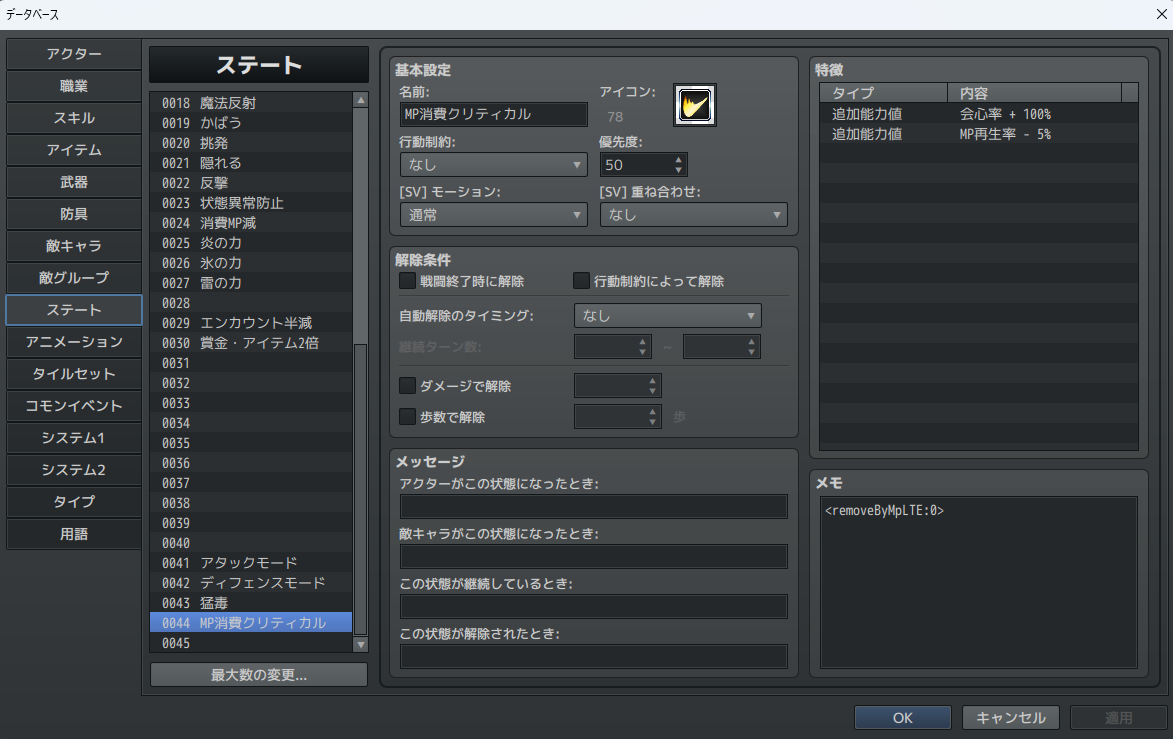 データベース
アクター
職業
スキル
アイテム
武器
防具
敵キャラ
敵グループ
ステート
アニメーション
タイルセット
コモンイベント
システム1
システム2
タイプ
用語
ステート
0018 魔法反射
0019 かばう
0020 挑発
0021 隠れる
0022 反撃
0023 状態異常防止
0024 消費MP減
0025 炎の力
0026 氷の力
0027 雷の力
0028
0029 エンカウント半減
0030 賞金・アイテム2倍
0031
0032
0033
0034
0035
0036
0037
0038
0039
0040
0041 アタックモード
0042 ディフェンスモード
0043 猛毒
0044 MP消費クリティカル
0045
最大数の変更...
基本設定
名前: アイコン:
MP消費クリティカル 78
行動制約: 優先度:
なし 50
[SV] モーション: [SV] 重ね合わせ:
通常 なし
解除条件
戦闘終了時に解除 行動制約によって解除
自動解除のタイミング: なし
継続ターン数: ~
ダメージで解除
歩数で解除 歩
メッセージ
アクターがこの状態になったとき:
敵キャラがこの状態になったとき:
この状態が継続しているとき:
この状態が解除されたとき:
特徴
タイプ 内容
追加能力値 会心率 + 100%
追加能力値 MP再生率 - 5%
メモ
<removeByMpLTE:0>
OK キャンセル 適用